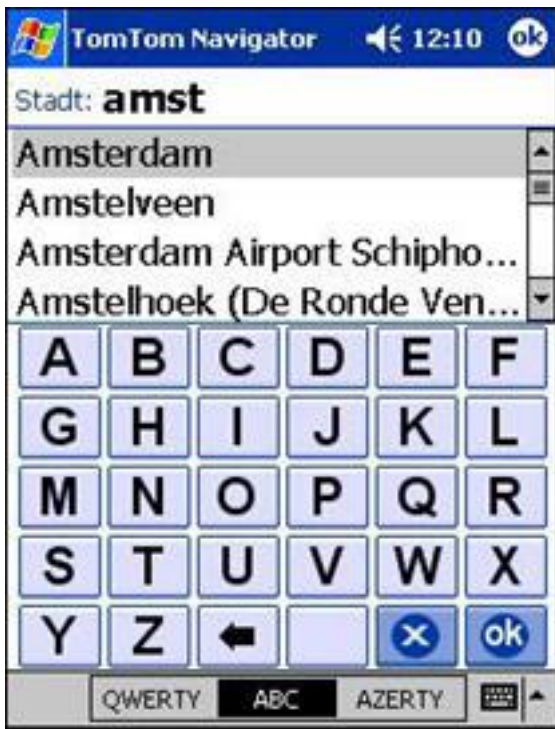 TomTom Navigator 12:10 ok
Stadt: amst
Amsterdam
Amstelveen
Amsterdam Airport Schipho...
Amstelhoek (De Ronde Ven...
A B C D E F
G H I J K L
M N O P Q R
S T U V W X
Y Z ok
QWERTY ABC AZERTY